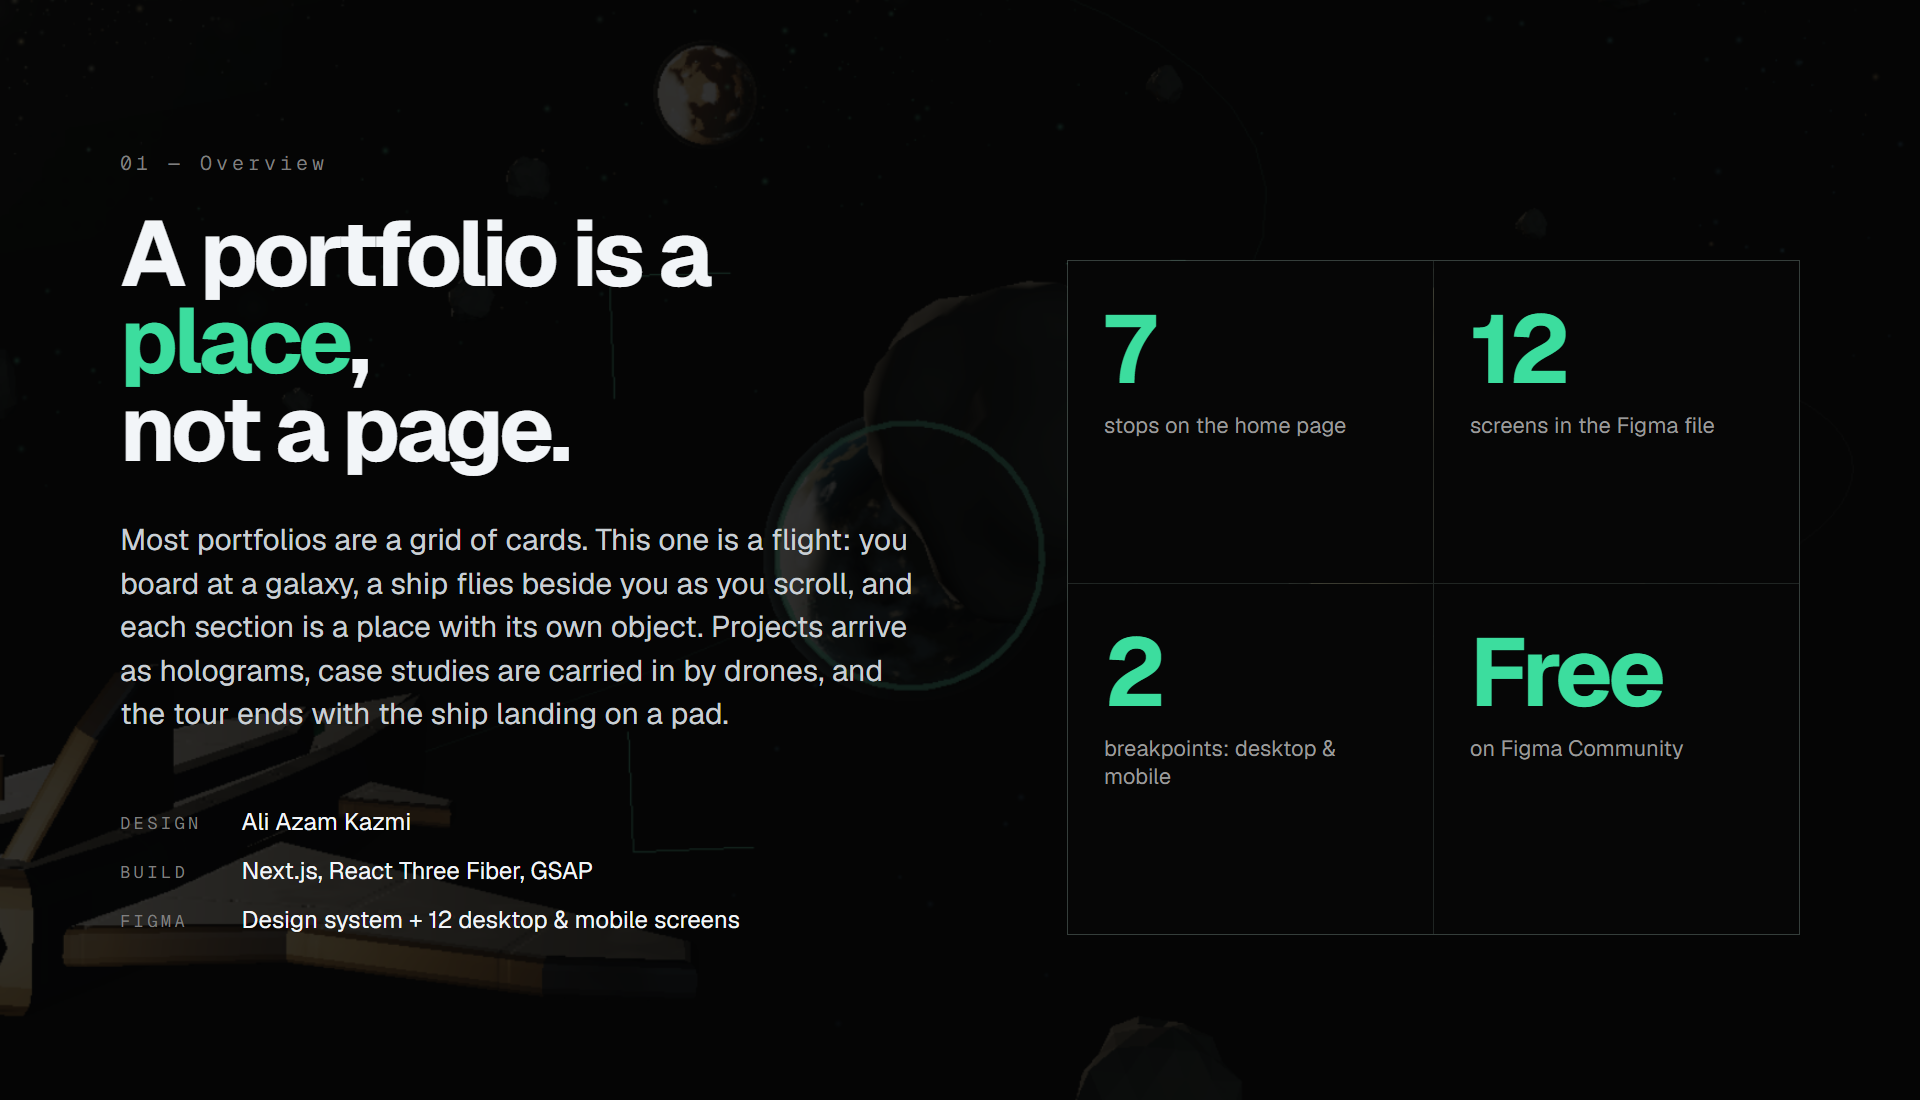 01 — Overview
A portfolio is a
place,
not a page.
Most portfolios are a grid of cards. This one is a flight: you
board at a galaxy, a ship flies beside you as you scroll, and
each section is a place with its own object. Projects arrive
as holograms, case studies are carried in by drones, and
the tour ends with the ship landing on a pad.
DESIGN Ali Azam Kazmi
BUILD Next.js, React Three Fiber, GSAP
FIGMA Design system + 12 desktop & mobile screens
7
stops on the home page
12
screens in the Figma file
2
breakpoints: desktop &
mobile
Free
on Figma Community